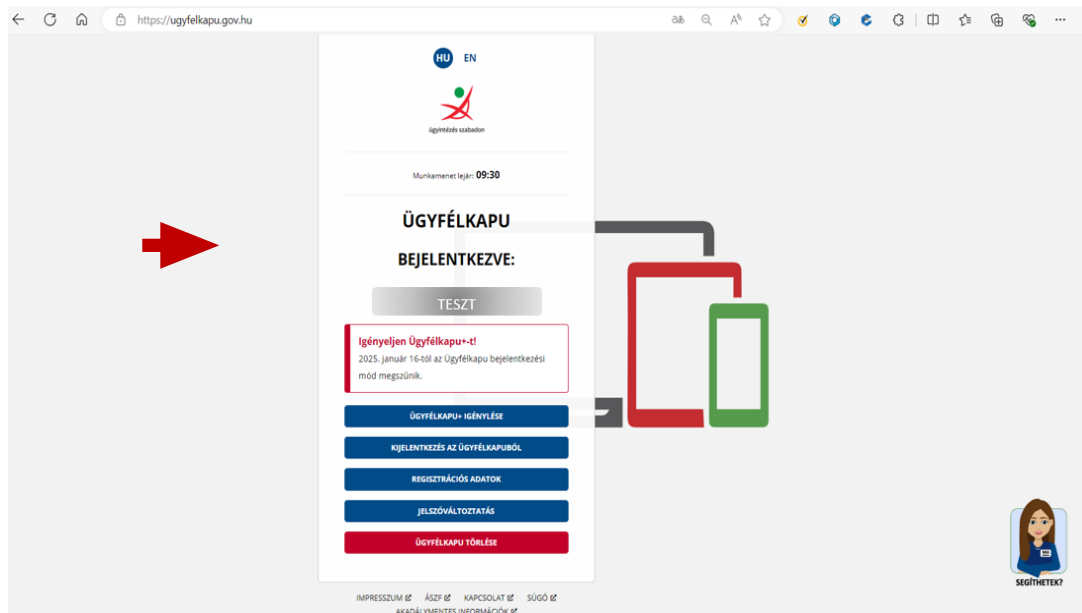 https://ugyfelkapu.gov.hu
HU EN
ügyintézés szabadon
Munkamenet lejár: 09:30
ÜGYFÉLKAPU
BEJELENTKEZVE:
TESZT
Igényeljen Ügyfélkapu+-t!
2025. január 16-tól az Ügyfélkapu bejelentkezési
mód megszűnik.
ÜGYFÉLKAPU+ IGÉNYLÉSE
KIJELENTKEZÉS AZ ÜGYFÉLKAPUBÓL
REGISZTRÁCIÓS ADATOK
JELSZÓVÁLTOZTATÁS
ÜGYFÉLKAPU TÖRLÉSE
SEGÍTHETEK?
IMPRESSZUM ÁSZF KAPCSOLAT SÚGÓ
AKADÁLYMENTES INFORMÁCIÓK